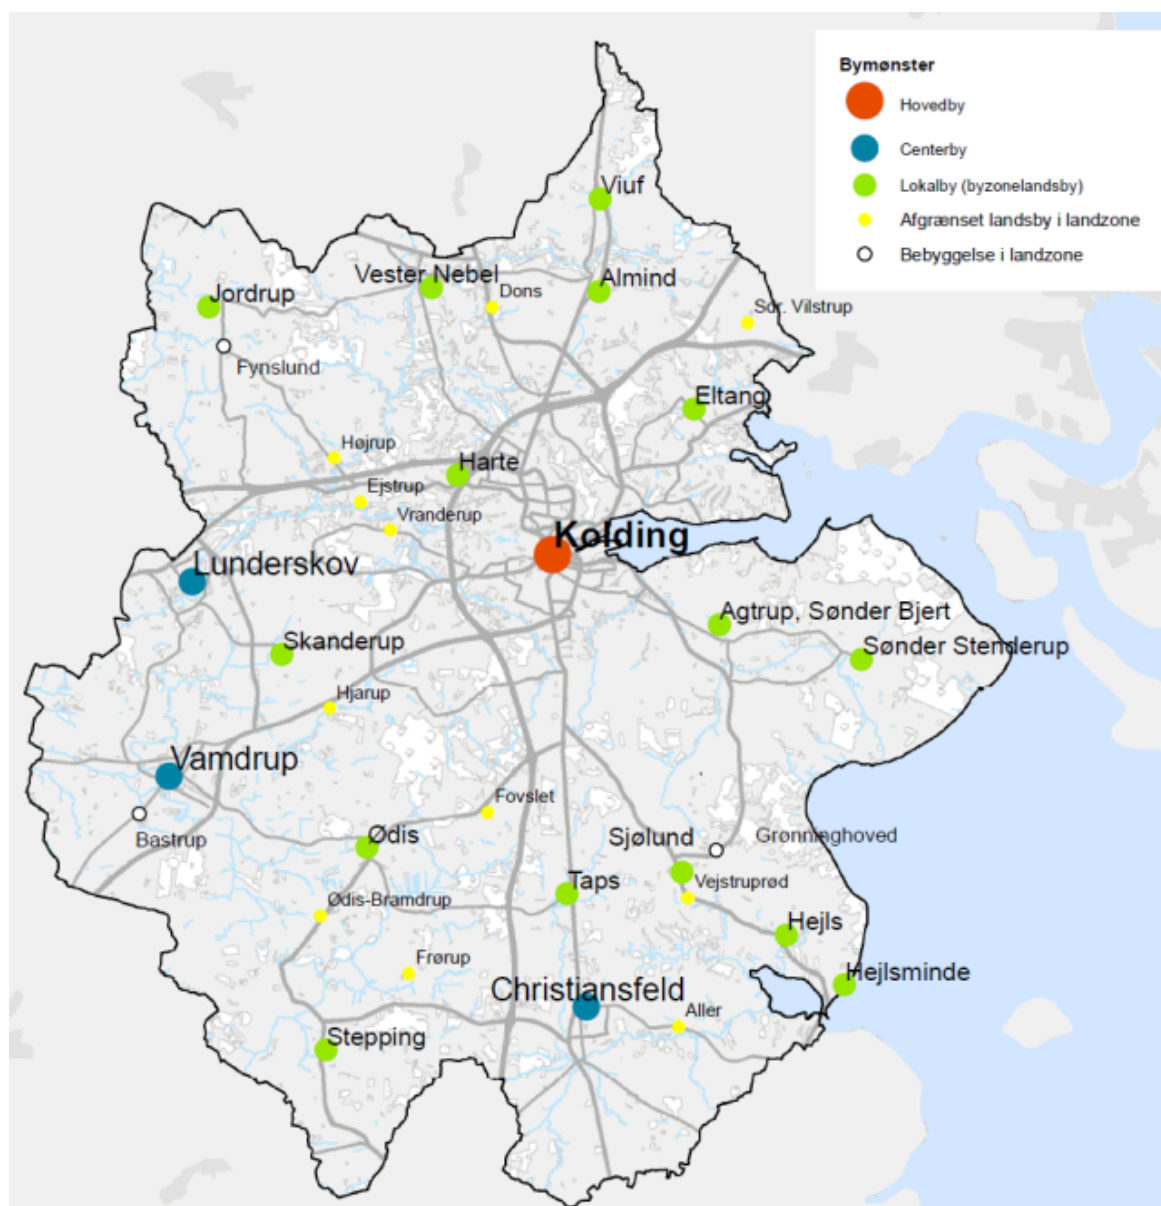 Bymønster
Hovedby
Centerby
Lokalby (byzonelandsby)
Afgrænset landsby i landzone
Bebyggelse i landzone
Viuf
Vester Nebel
Dons
Almind
Jordrup
Sdr. Vilstrup
Fynslund
Eltang
Højrup
Harte
Ejstrup
Vranderup
Kolding
Lunderskov
Agtrup, Sønder Bjert
Skanderup
Sønder Stenderup
Hjarup
Vamdrup
Fovslet
Bastrup
Ødis
Sjølund
Grønninghoved
Taps
Vejstruprød
Ødis-Bramdrup
Hejls
Frørup
Hejlsminde
Christiansfeld
Aller
Stepping